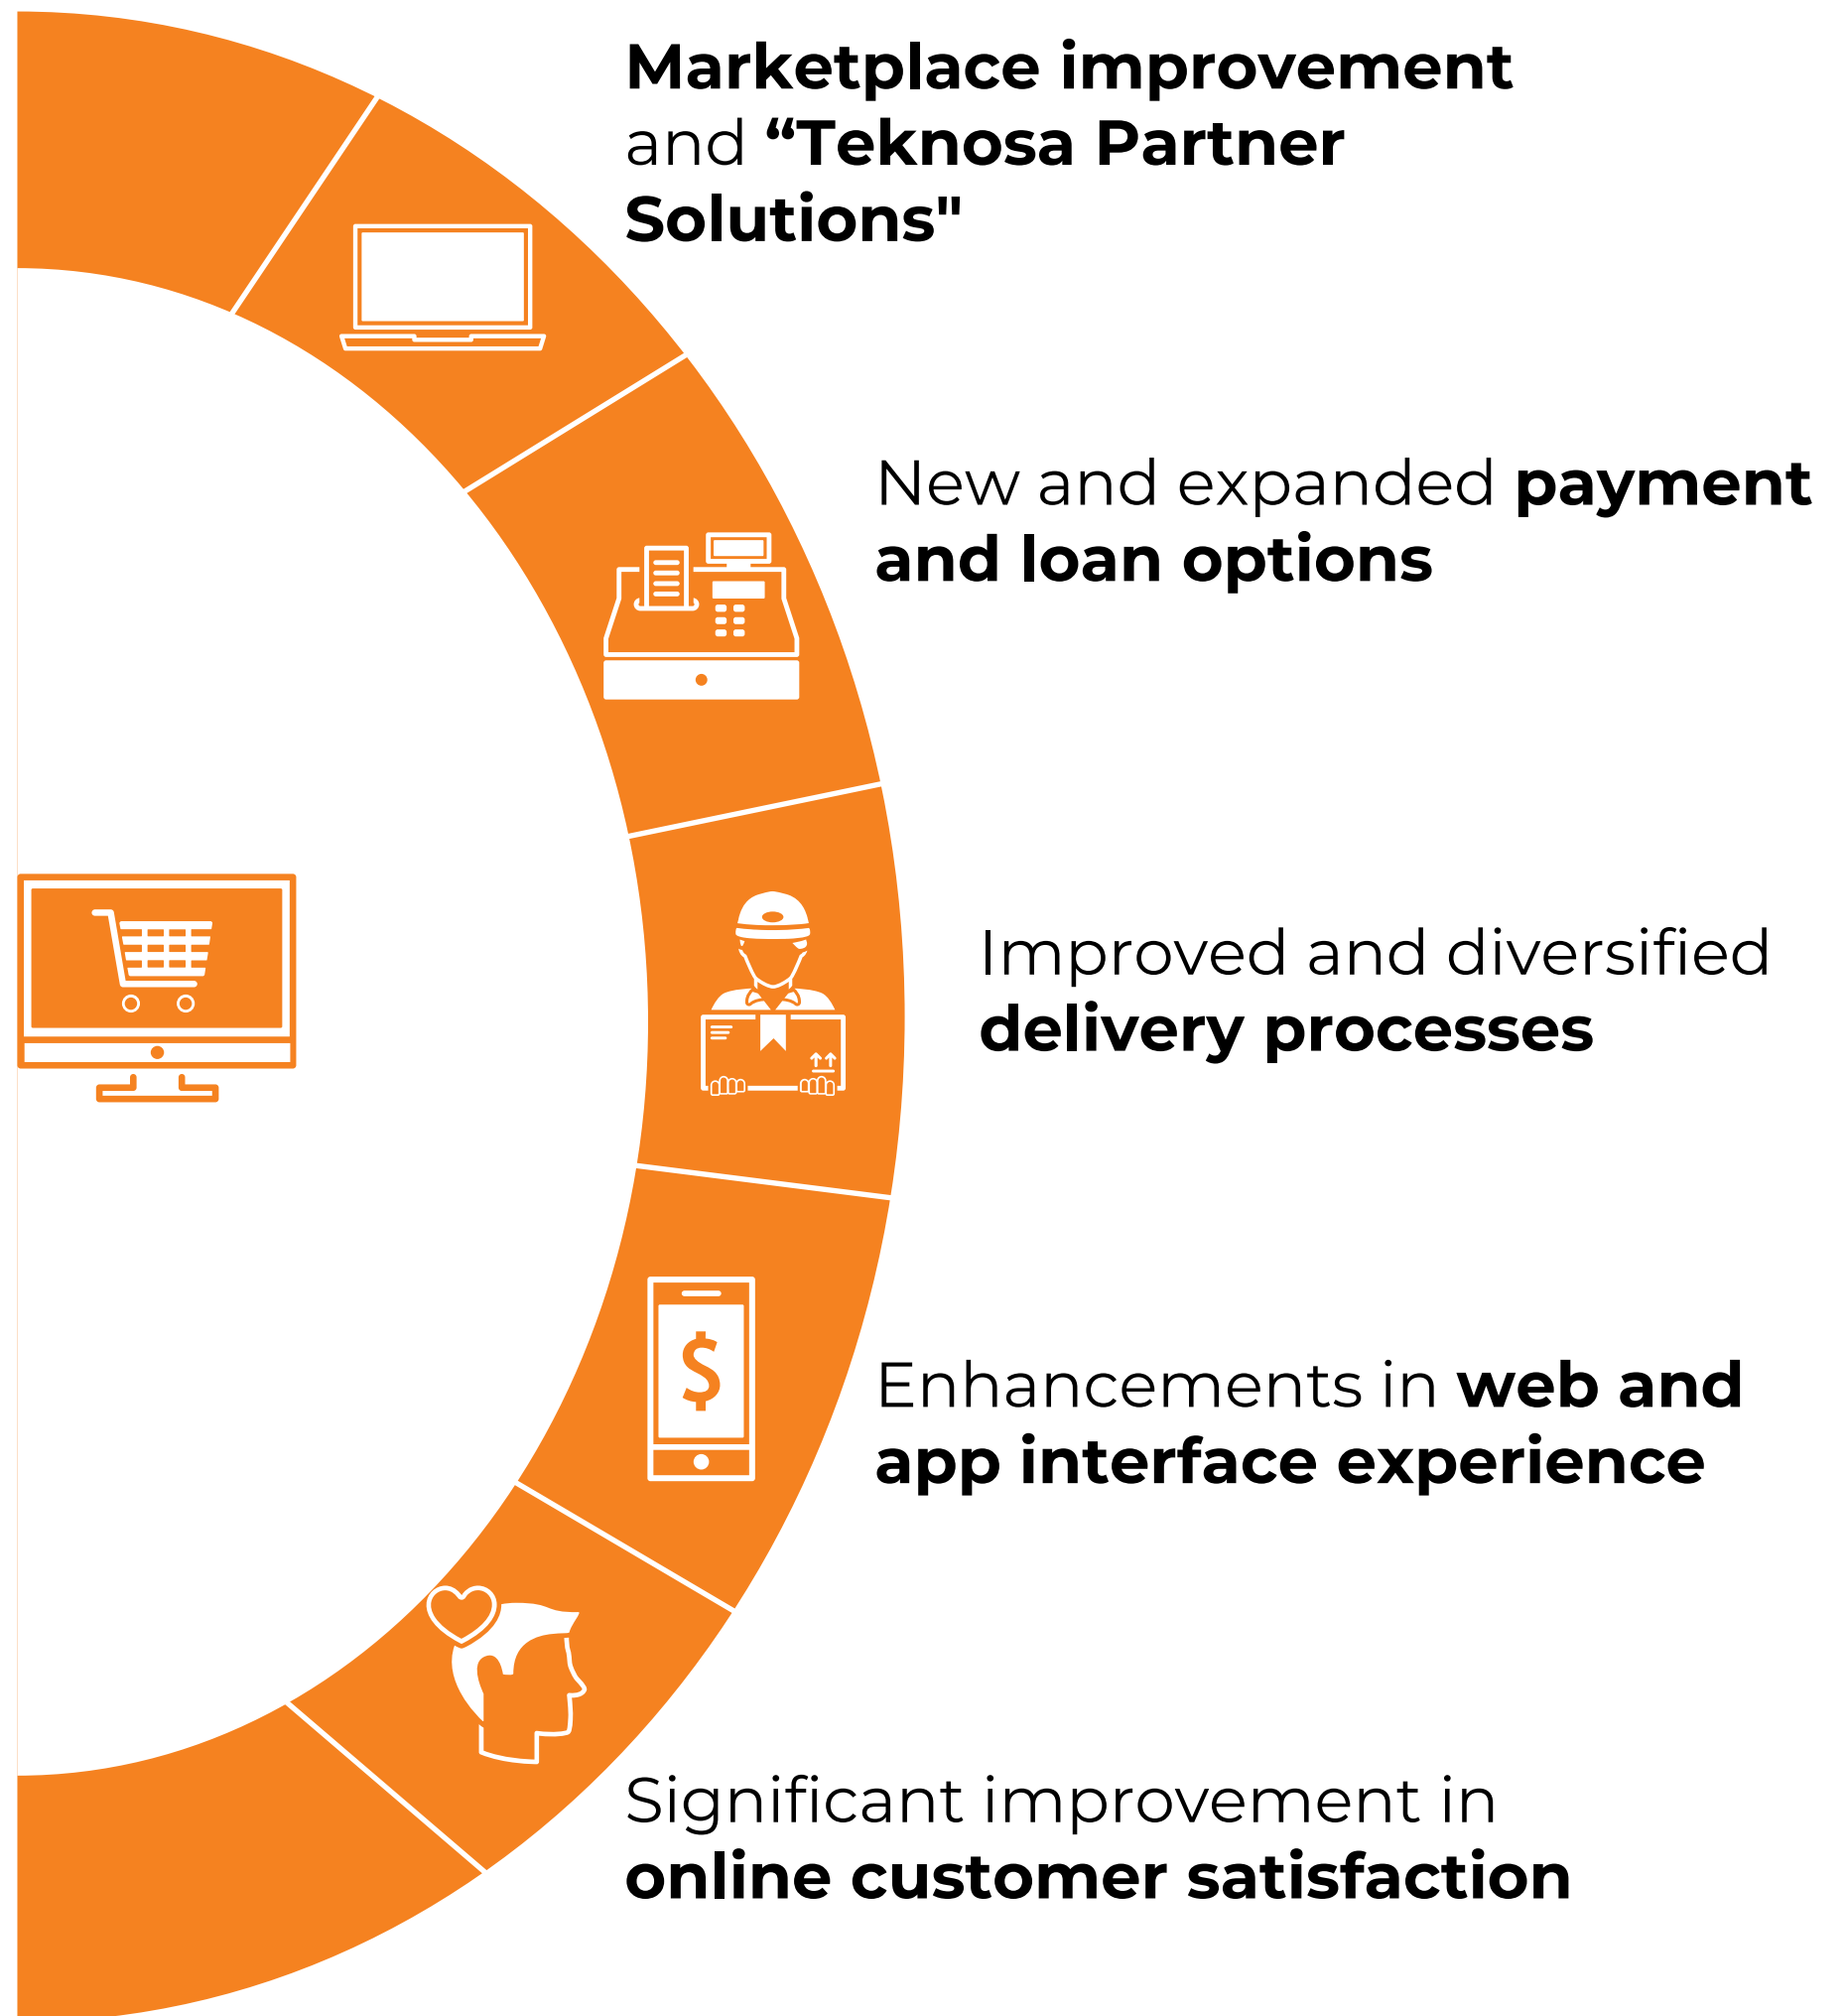 Marketplace improvement
and “Teknosa Partner
Solutions"
New and expanded payment
and loan options
Improved and diversified
delivery processes
$
Enhancements in web and
app interface experience
Significant improvement in
online customer satisfaction